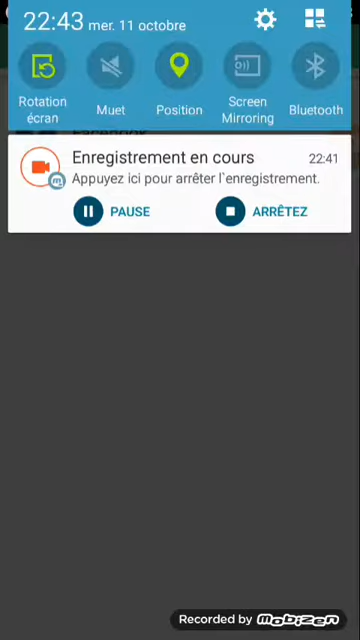 22:43 mer. 11 octobre
Rotation écran
Muet
Position
Screen Mirroring
Bluetooth
Facebook
Enregistrement en cours 22:41
Appuyez ici pour arrêter l`enregistrement.
PAUSE ARRÊTEZ
Recorded by Mobizen